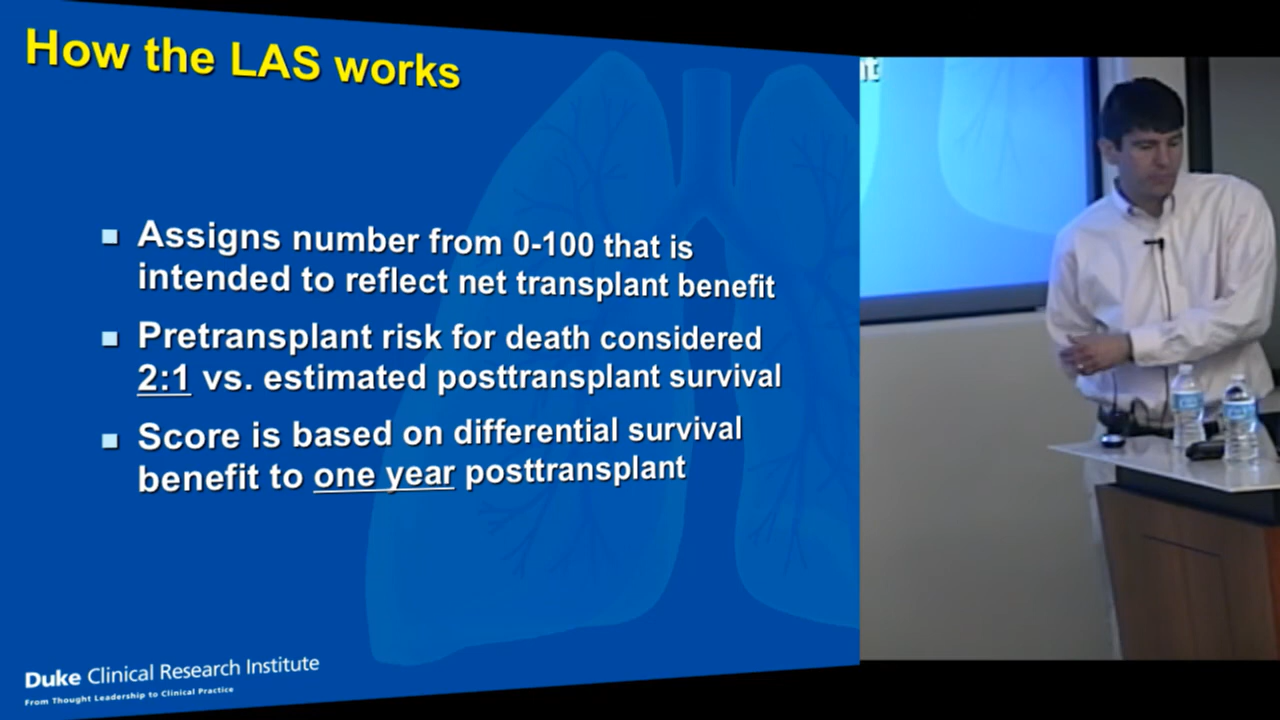 How the LAS works
it
Assigns number from 0-100 that is
intended to reflect net transplant benefit
Pretransplant risk for death considered
2:1 vs. estimated posttransplant survival
Score is based on differential survival
benefit to one year posttransplant
Duke Clinical Research Institute
From Thought Leadership to Clinical Practice